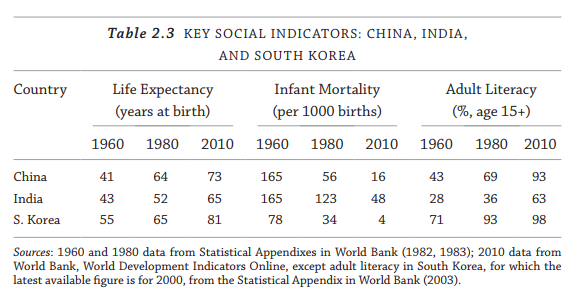 Table 2.3 KEY SOCIAL INDICATORS: CHINA, INDIA,
AND SOUTH KOREA
Country Life Expectancy Infant Mortality Adult Literacy
(years at birth) (per 1000 births) (%, age 15+)
1960 1980 2010 1960 1980 2010 1960 1980 2010
China 41 64 73 165 56 16 43 69 93
India 43 52 65 165 123 48 28 36 63
S. Korea 55 65 81 78 34 4 71 93 98
Sources: 1960 and 1980 data from Statistical Appendixes in World Bank (1982, 1983); 2010 data from
World Bank, World Development Indicators Online, except adult literacy in South Korea, for which the
latest available figure is for 2000, from the Statistical Appendix in World Bank (2003).